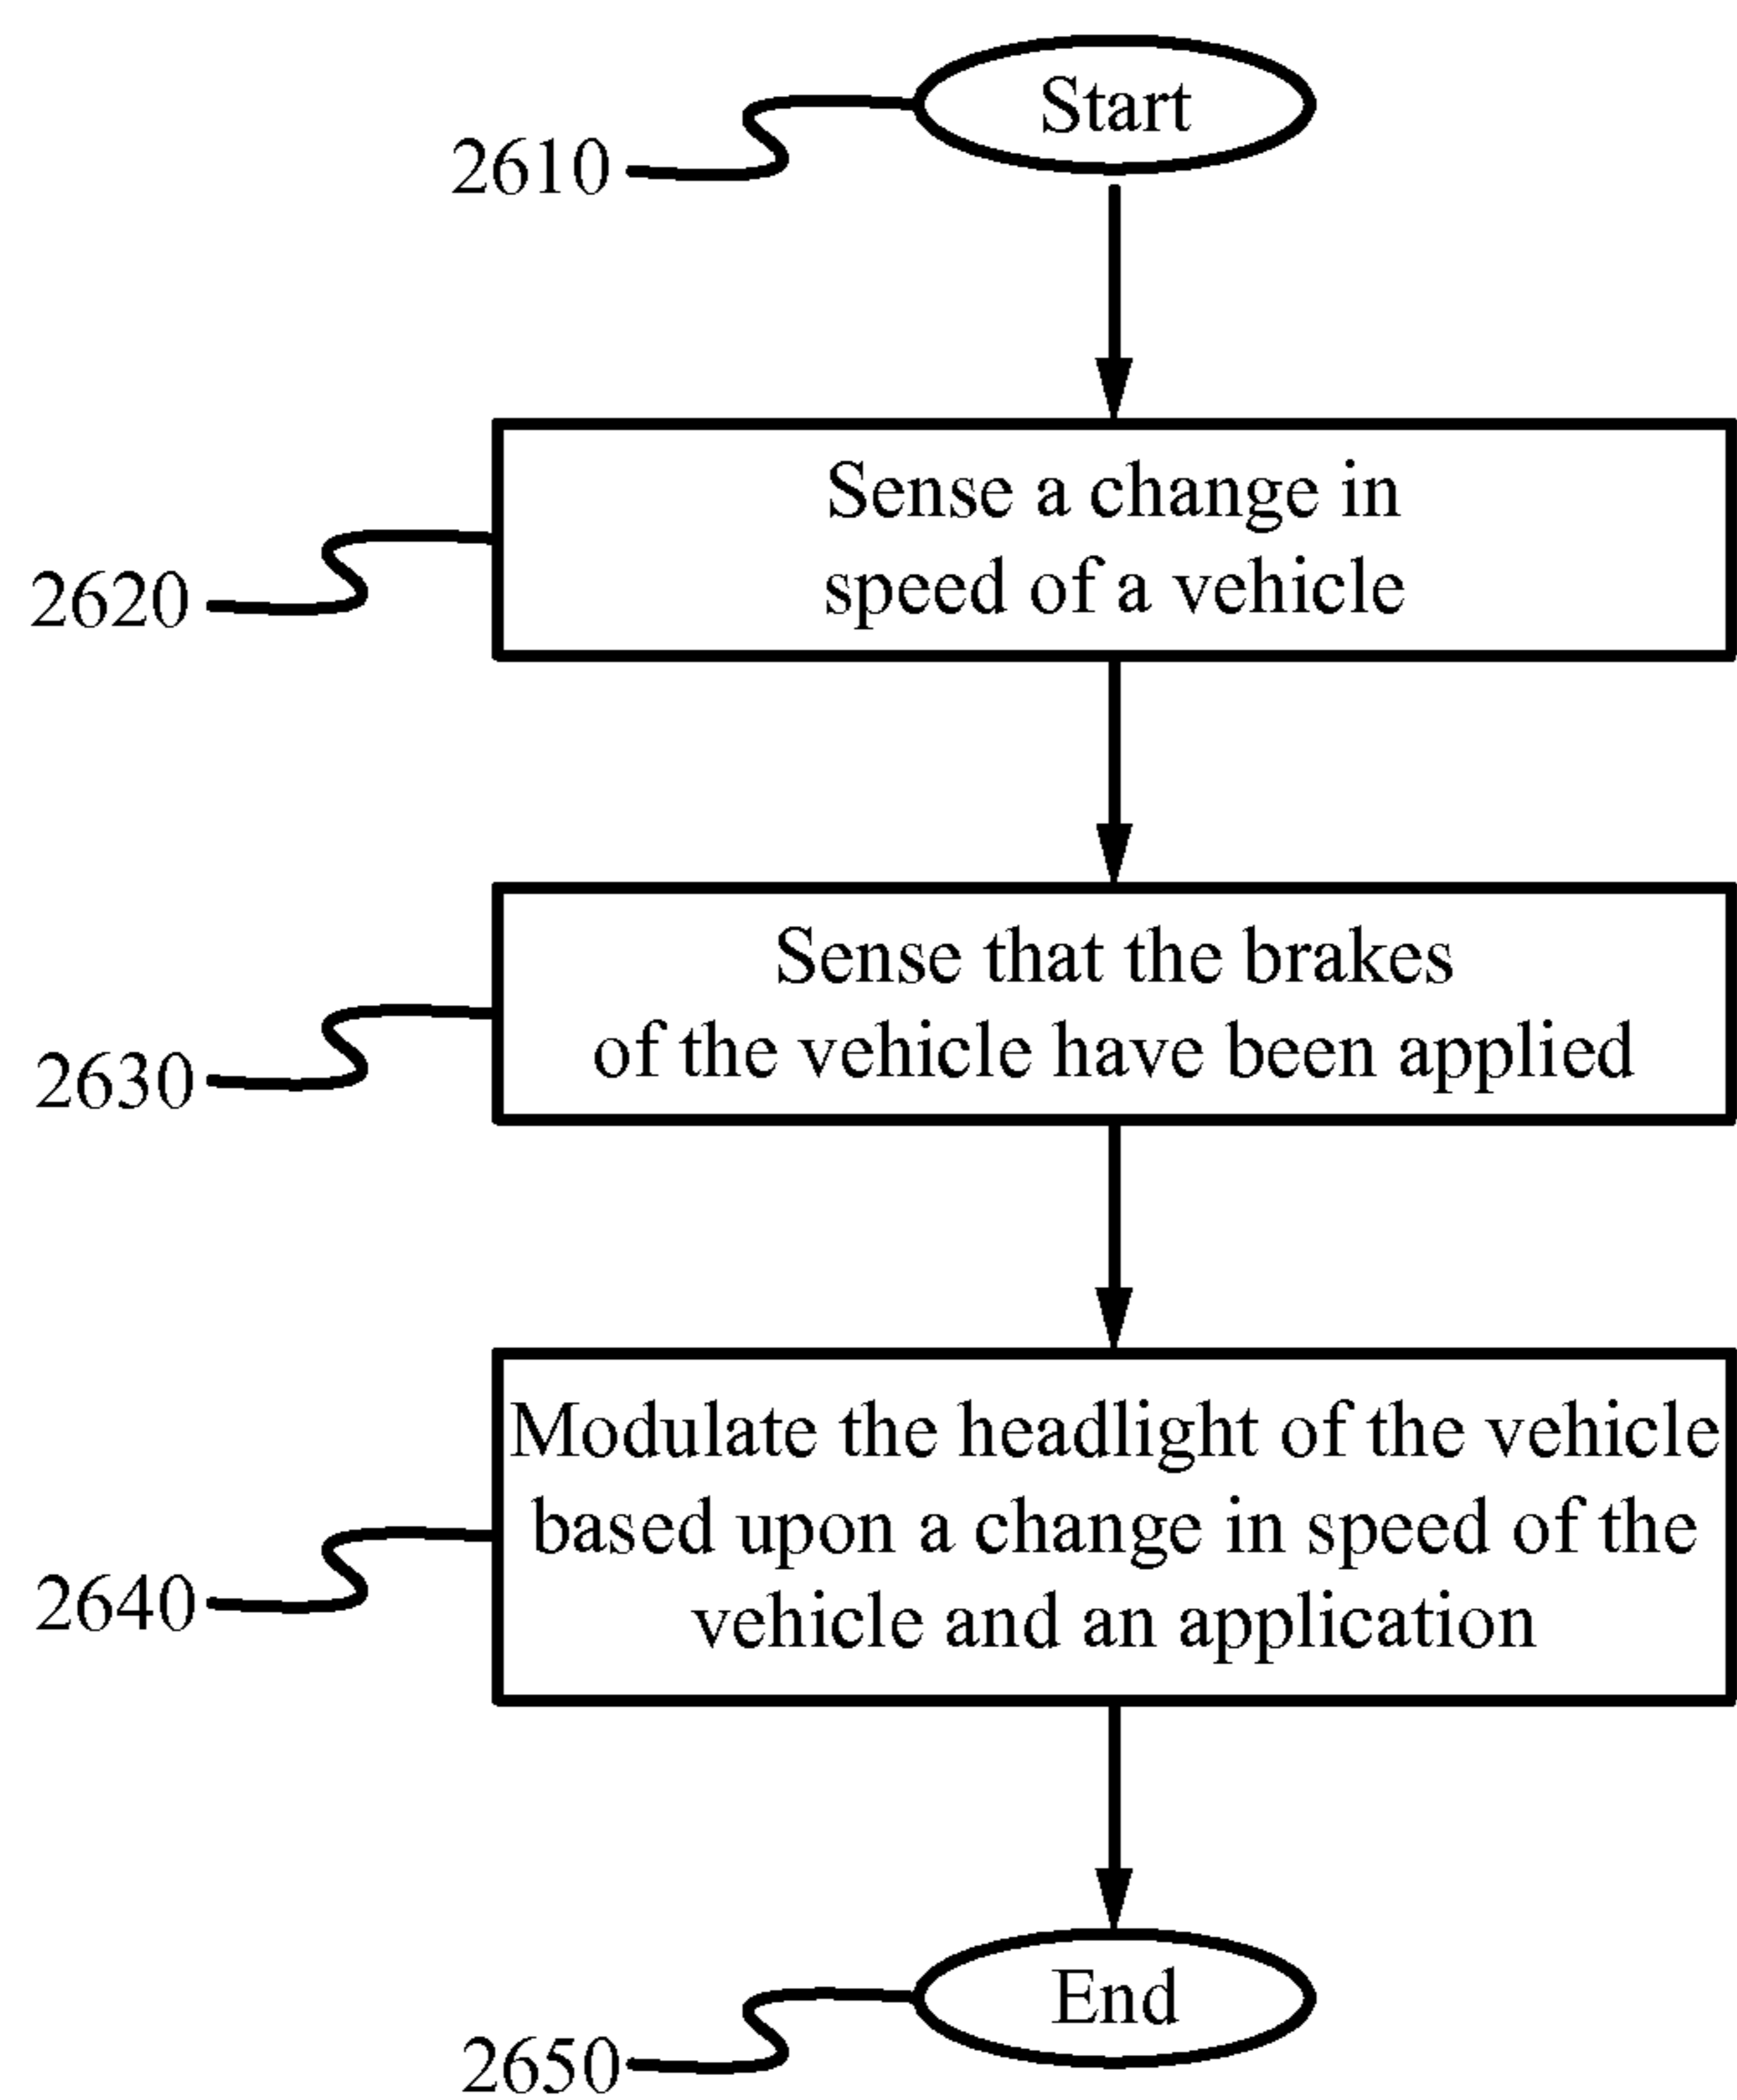 Start
2610
Sense a change in
speed of a vehicle
2620
Sense that the brakes
of the vehicle have been applied
2630
Modulate the headlight of the vehicle
based upon a change in speed of the
vehicle and an application
2640
End
2650